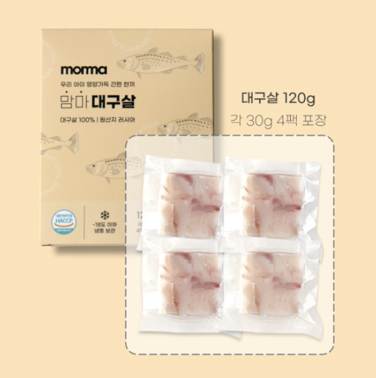 morma
우리 아이 영양가득 간편 한끼
맘마 대구살
대구살 100% | 원산지 러시아
HACCP
-18도 이하
냉동 보관
대구살 120g
각 30g 4팩 포장